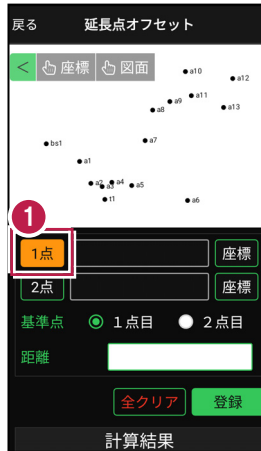 戻る 延長点オフセット
< 座標 図面
a10
a12
a11
a9
a13
a8
bs1
a7
a1
a2 a3 a4 a5
t1
a6
1
1点 座標
2点 座標
基準点 1点目 2点目
距離
全クリア 登録
計算結果